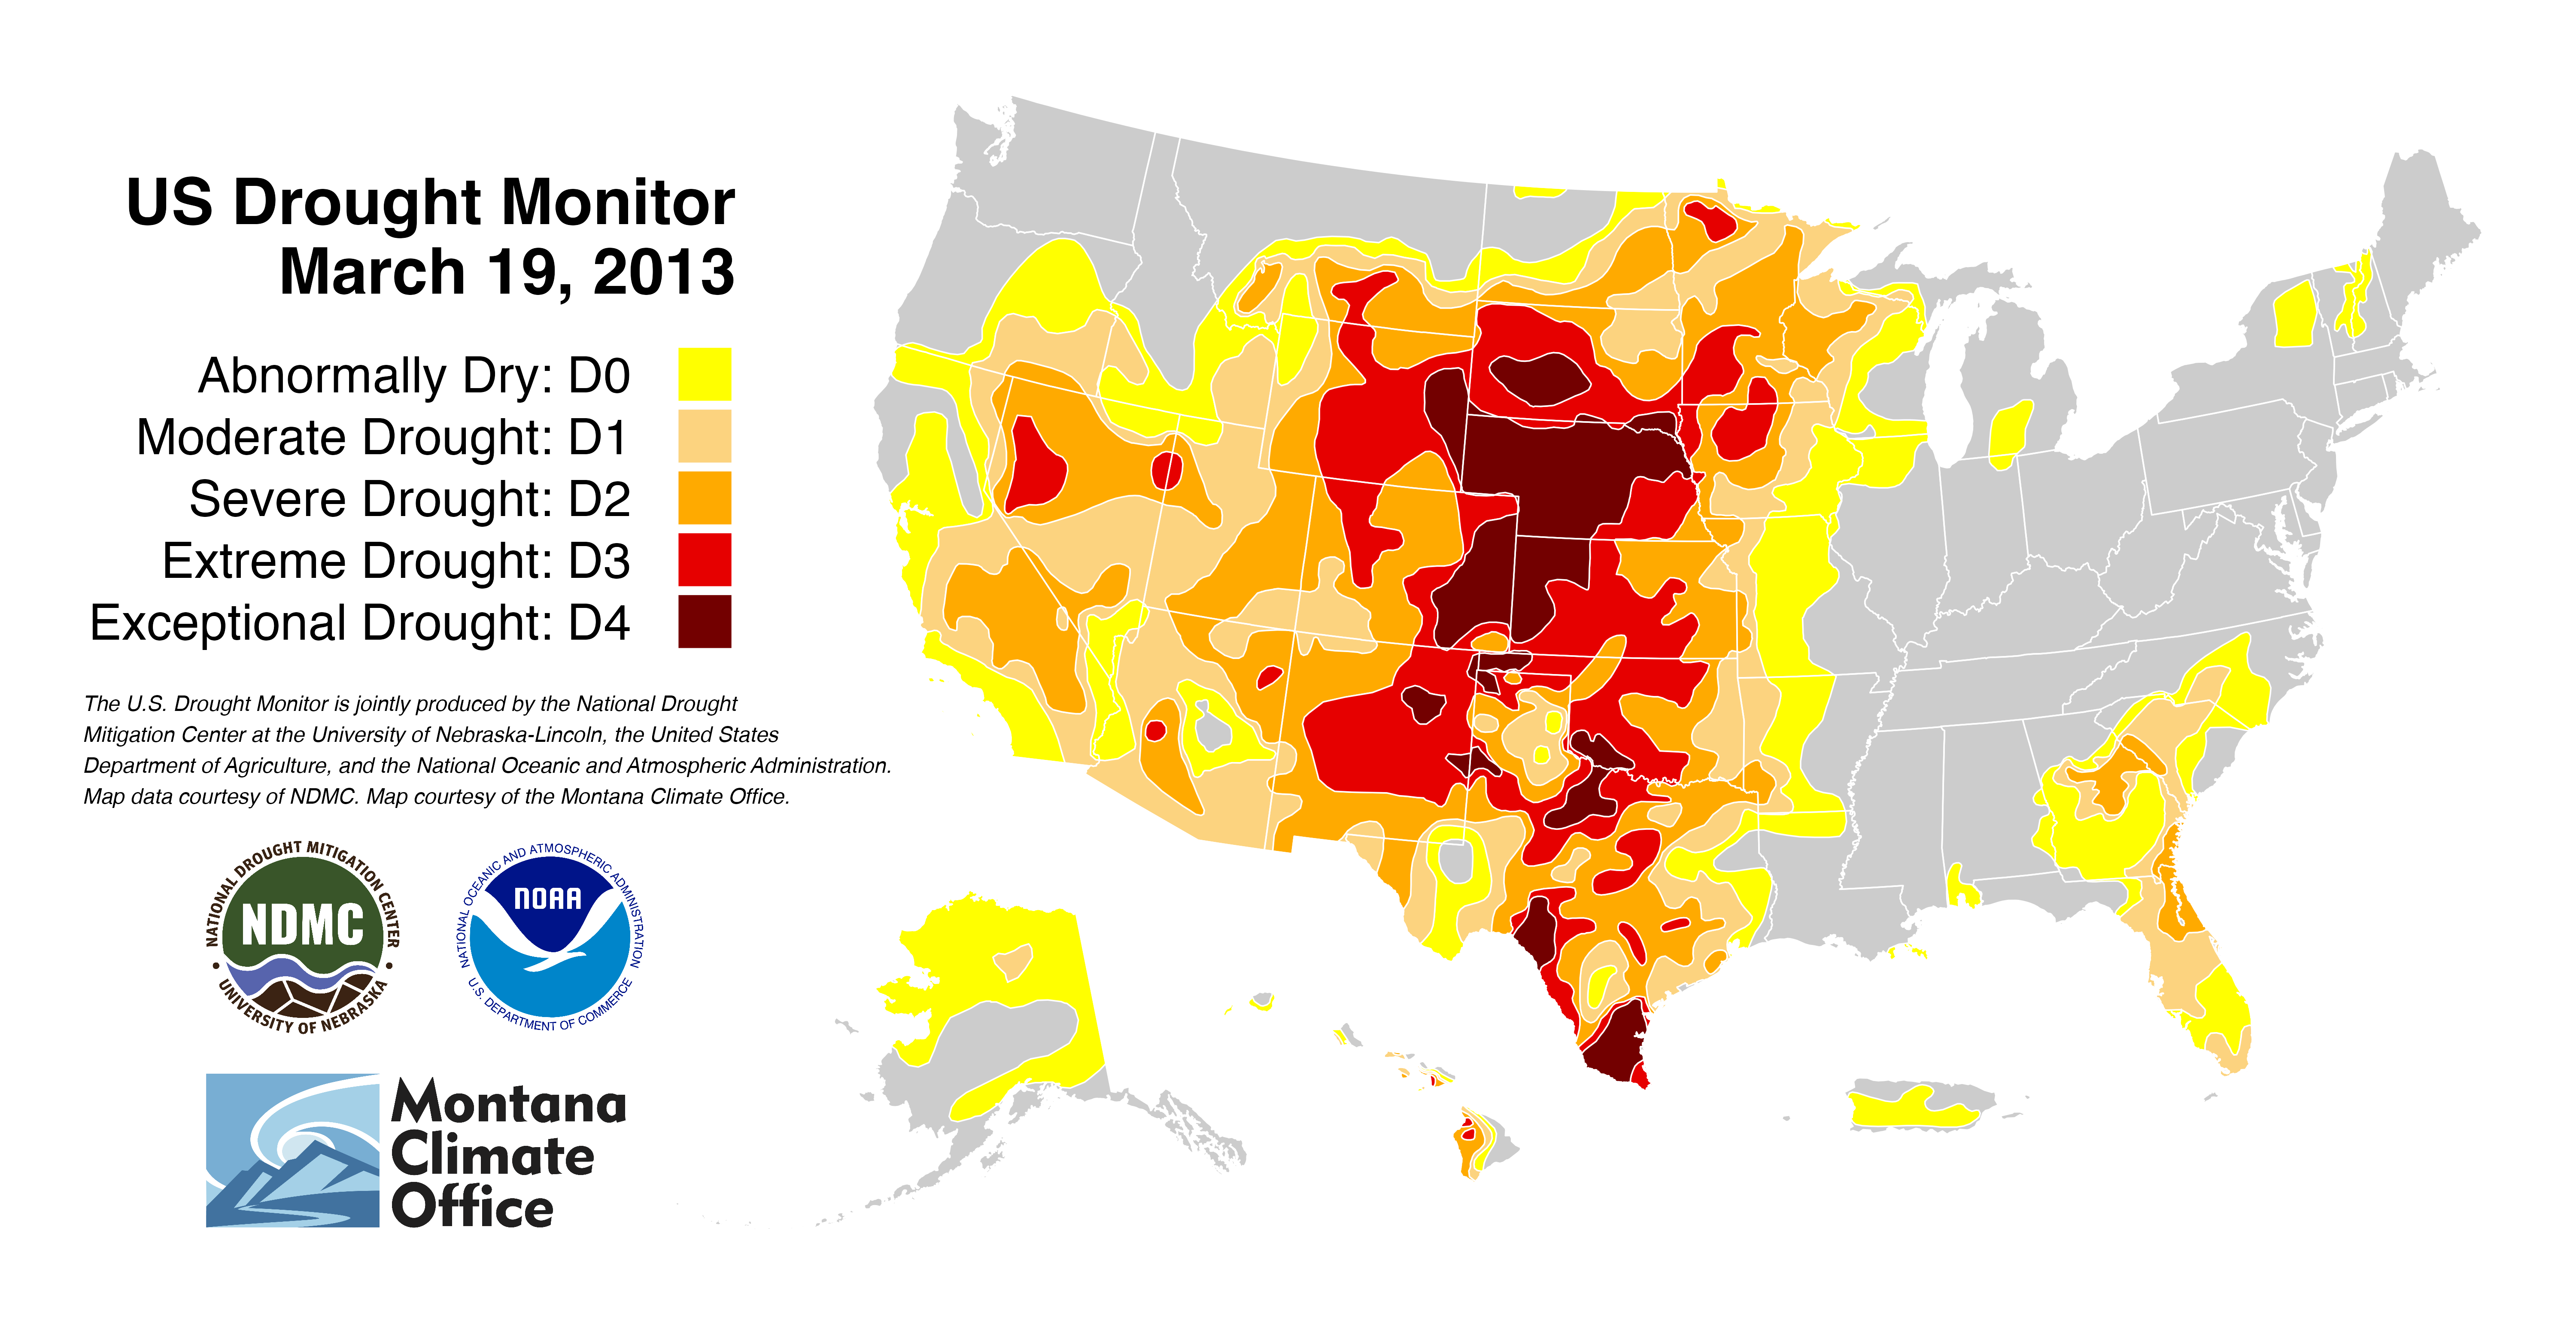 US Drought Monitor
March 19, 2013
Abnormally Dry: D0
Moderate Drought: D1
Severe Drought: D2
Extreme Drought: D3
Exceptional Drought: D4
The U.S. Drought Monitor is jointly produced by the National Drought
Mitigation Center at the University of Nebraska-Lincoln, the United States
Department of Agriculture, and the National Oceanic and Atmospheric Administration.
Map data courtesy of NDMC. Map courtesy of the Montana Climate Office.
NATIONAL DROUGHT MITIGATION CENTER
NDMC
• UNIVERSITY OF NEBRASKA •
NATIONAL OCEANIC AND ATMOSPHERIC ADMINISTRATION
NOAA
U.S. DEPARTMENT OF COMMERCE
Montana
Climate
Office